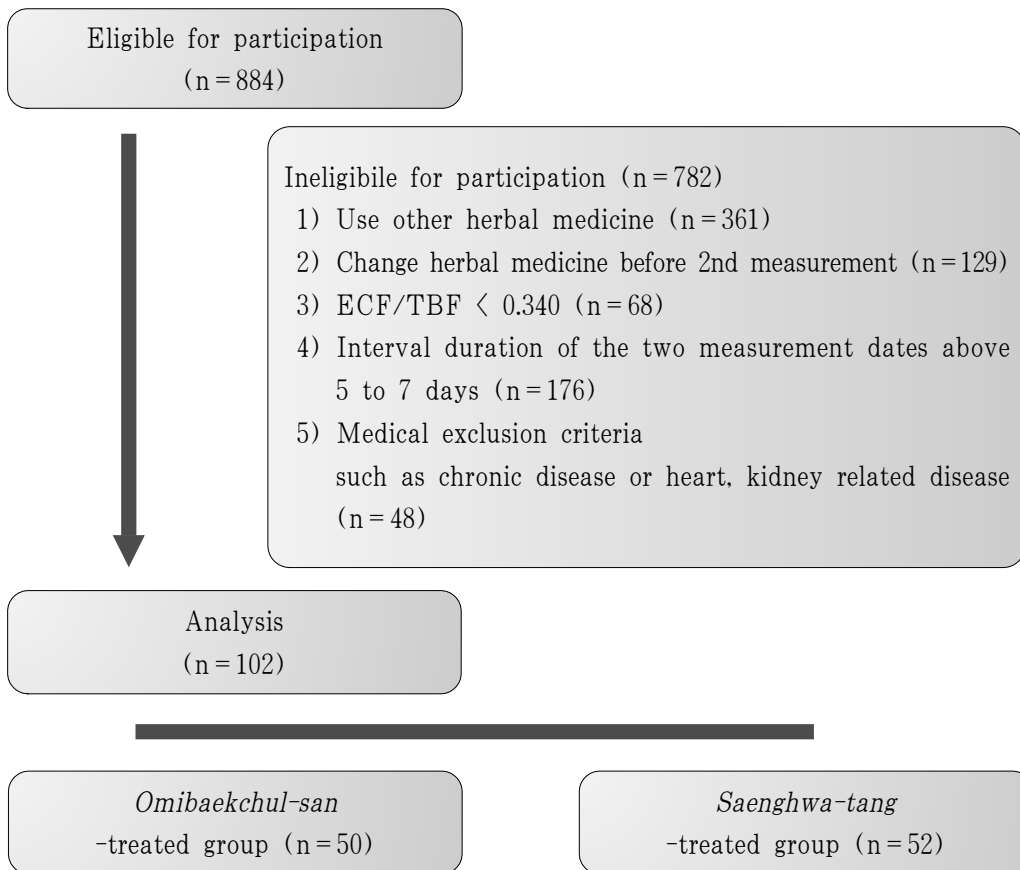 Eligible for participation
(n=884)
Ineligibile for participation (n=782)
1) Use other herbal medicine (n=361)
2) Change herbal medicine before 2nd measurement (n=129)
3) ECF/TBF < 0.340 (n=68)
4) Interval duration of the two measurement dates above
5 to 7 days (n=176)
5) Medical exclusion criteria
such as chronic disease or heart, kidney related disease
(n=48)
Analysis
(n=102)
Omibaekchul-san
-treated group (n=50)
Saenghwa-tang
-treated group (n=52)